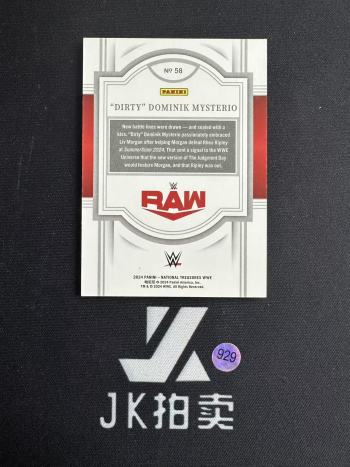 Nº 58
PANINI
"DIRTY" DOMINIK MYSTERIO
New battle lines were drawn — and sealed with a
kiss. "Dirty" Dominik Mysterio passionately embraced
Liv Morgan after helping Morgan defeat Rhea Ripley
at SummerSlam 2024. That sent a signal to the WWE
Universe that the new version of The Judgment Day
would feature Morgan, and that Ripley was out.
RAW
2024 PANINI – NATIONAL TREASURES WWE
© 2024 Panini America, Inc.
TM & © 2024 WWE. All Rights Reserved.
929
JK拍卖